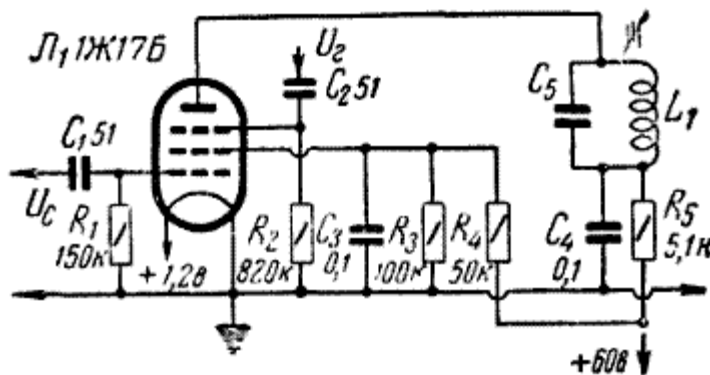 Л₁ 1Ж17Б
U₂
C₂ 51
C₅
L₁
C₁ 51
Uc
R₁
150к
+1,2в
R₂
820к
C₃
0,1
R₃
100к
R₄
50к
C₄
0,1
R₅
5,1к
+60в